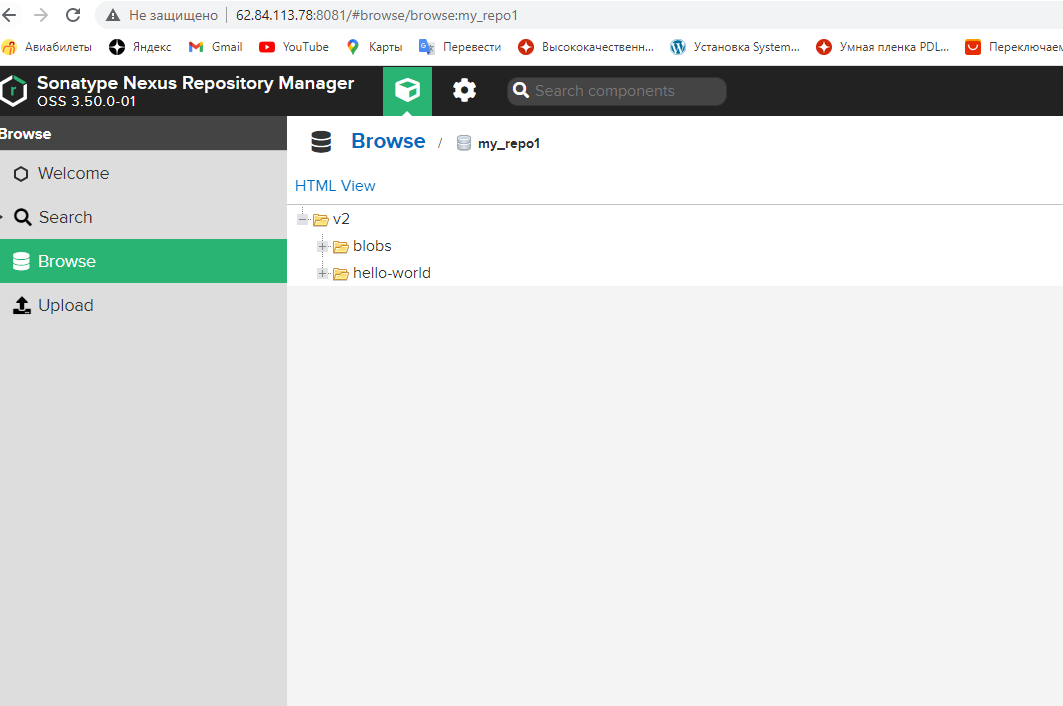 Не защищено 62.84.113.78:8081/#browse/browse:my_repo1
Авиабилеты Яндекс Gmail YouTube Карты Перевести Высококачественн... Установка System... Умная пленка PDL... Переключаем
Sonatype Nexus Repository Manager
OSS 3.50.0-01
Search components
Browse
Browse / my_repo1
Welcome
HTML View
Search
v2
Browse
blobs
hello-world
Upload